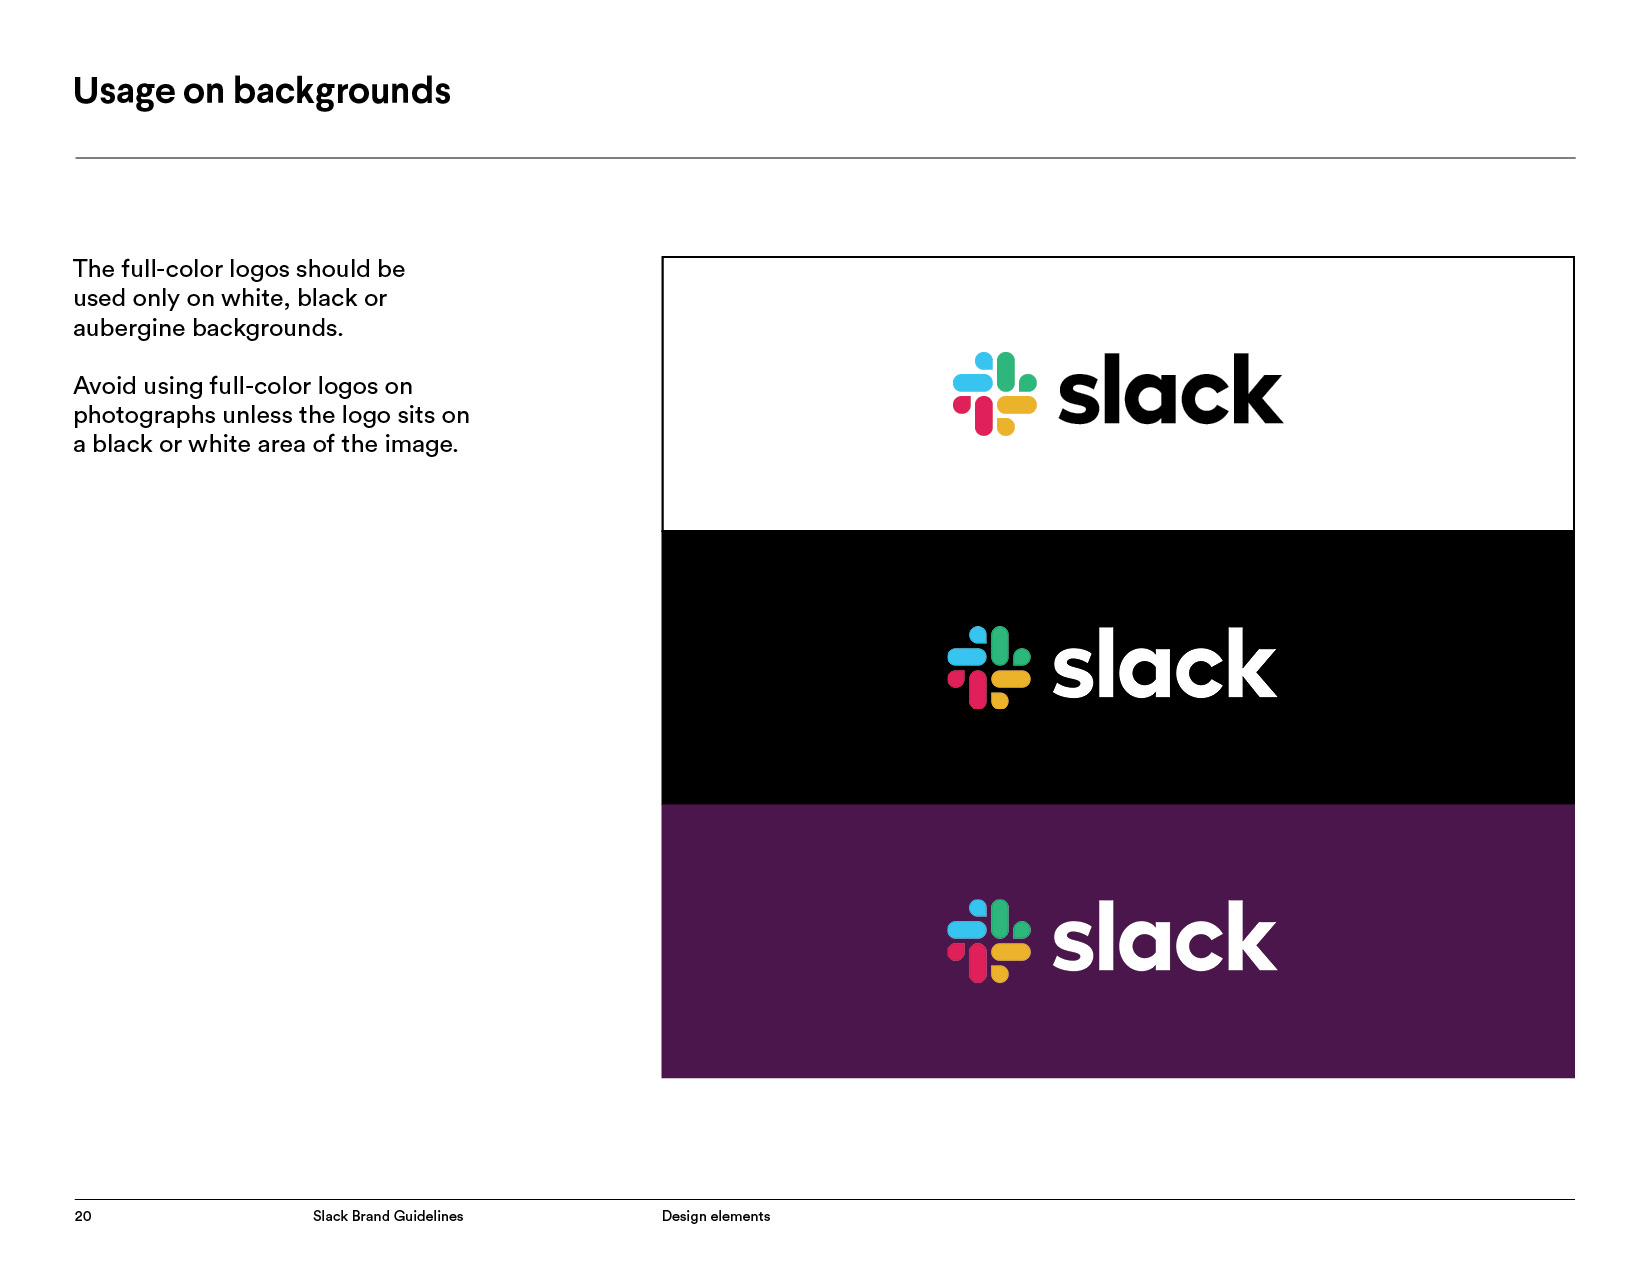 Usage on backgrounds
The full-color logos should be
used only on white, black or
aubergine backgrounds.
Avoid using full-color logos on
photographs unless the logo sits on
a black or white area of the image.
slack
slack
slack
20
Slack Brand Guidelines
Design elements